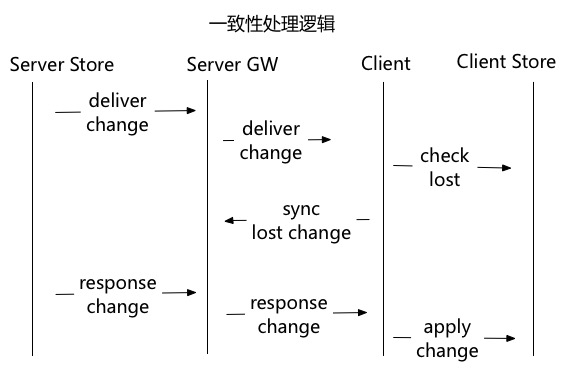 一致性处理逻辑
Server Store
Server GW
Client
Client Store
deliver
change
deliver
change
check
lost
sync
lost change
response
change
response
change
apply
change